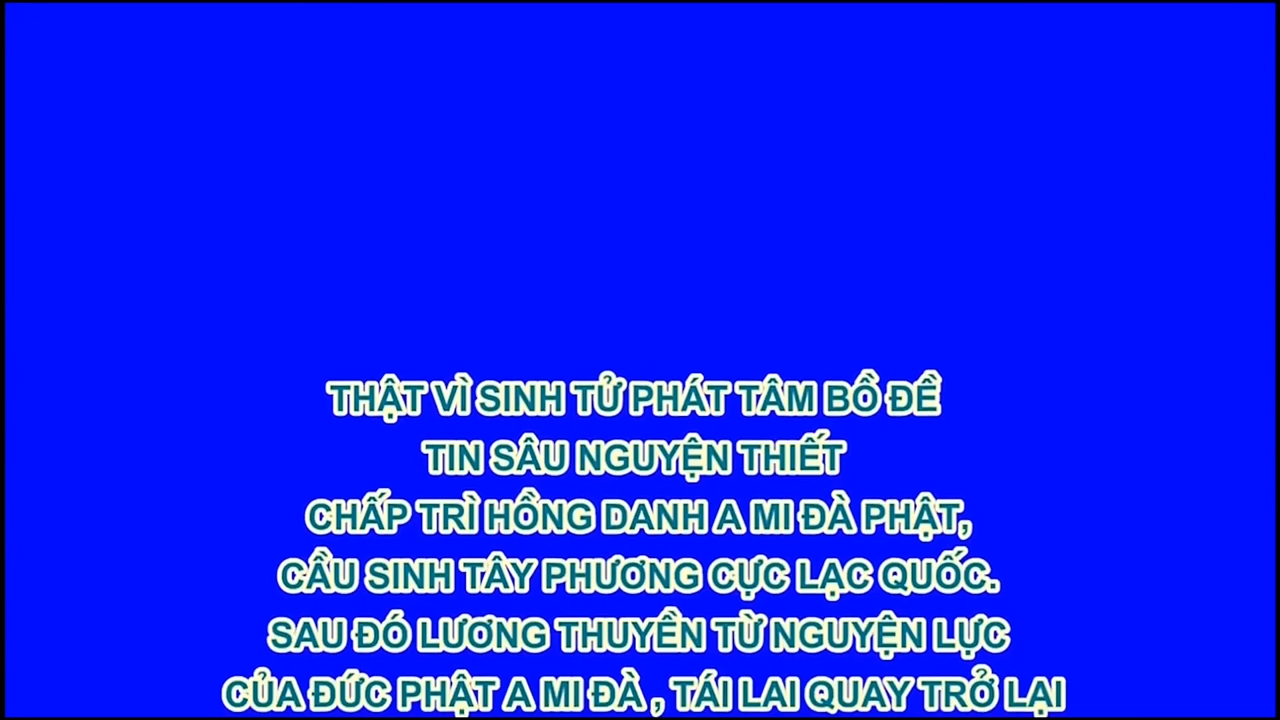 THẬT VÌ SINH TỬ PHÁT TÂM BỒ ĐỀ
TIN SÂU NGUYỆN THIẾT
CHẤP TRÌ HỒNG DANH A MI ĐÀ PHẬT,
CẦU SINH TÂY PHƯƠNG CỰC LẠC QUỐC.
SAU ĐÓ LƯƠNG THUYỀN TỪ NGUYỆN LỰC
CỦA ĐỨC PHẬT A MI ĐÀ , TÁI LAI QUAY TRỞ LẠI